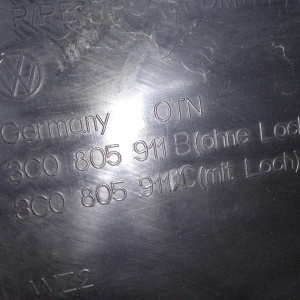 Germany OTN
3C0 805 911 B (ohne Loch
3C0 805 911 C (mit Loch)
WZ2